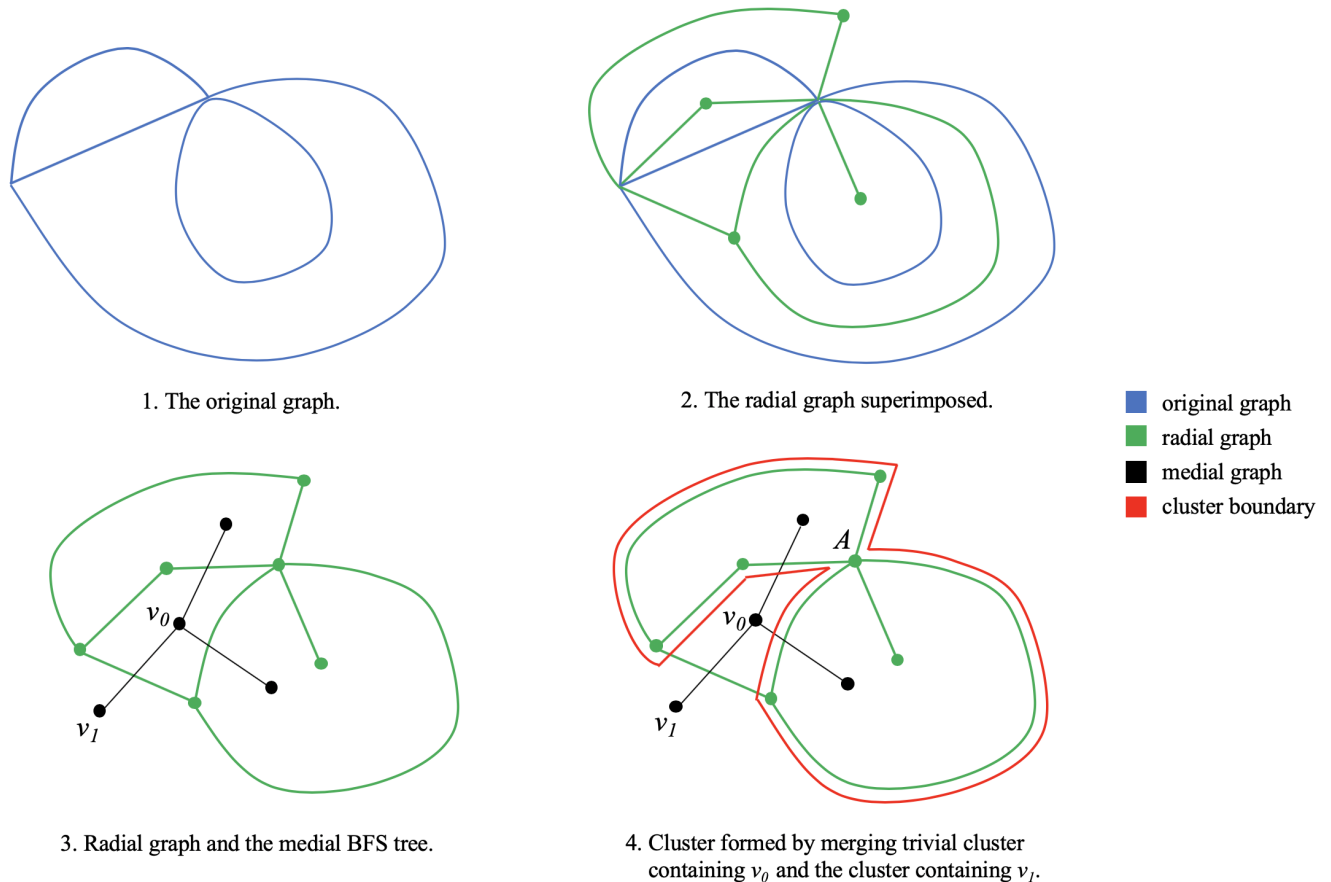 1. The original graph.
2. The radial graph superimposed.
original graph
radial graph
medial graph
cluster boundary
v0
v1
3. Radial graph and the medial BFS tree.
A
v0
v1
4. Cluster formed by merging trivial cluster
containing v0 and the cluster containing v1.